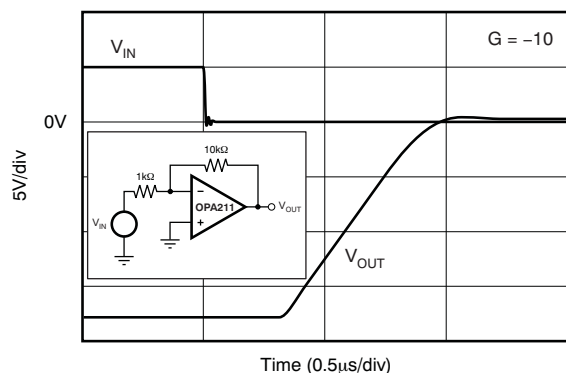 V_IN
G = −10
0V
5V/div
10kΩ
1kΩ
−
OPA211
+
V_IN
V_OUT
V_OUT
Time (0.5μs/div)